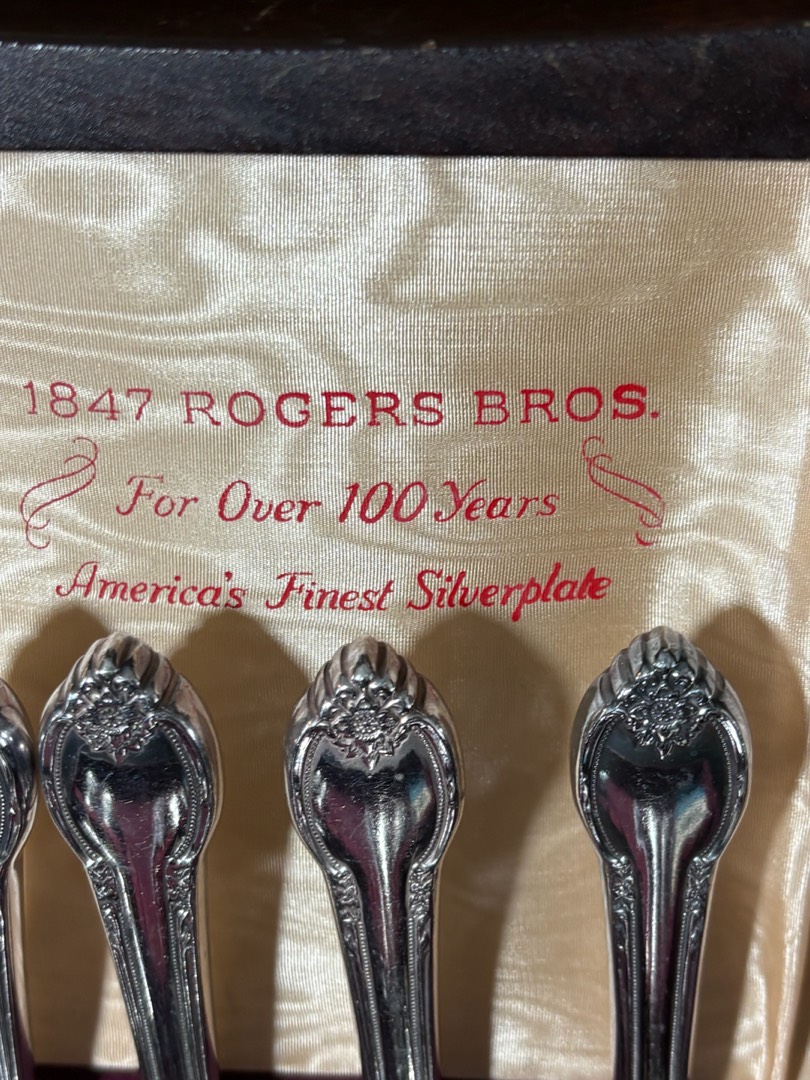 1847 ROGERS BROS.
For Over 100 Years
America's Finest Silverplate